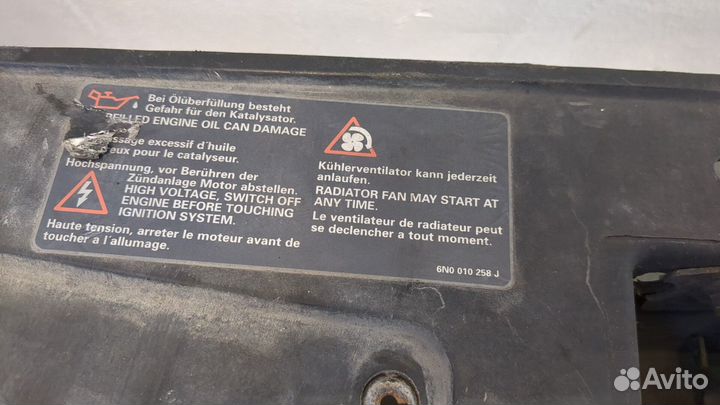 Bei Ölüberfüllung besteht
Gefahr für den Katalysator.
ENGINE OIL CAN DAMAGE
excessif d'huile
pour le catalyseur.
Hochspannung, vor Berühren der
Zündanlage Motor abstellen.
HIGH VOLTAGE, SWITCH OFF
ENGINE BEFORE TOUCHING
IGNITION SYSTEM.
Haute tension, arreter le moteur avant de
toucher a l'allumage.
Kühlerventilator kann jederzeit
anlaufen.
RADIATOR FAN MAY START AT
ANY TIME.
Le ventilateur de radiateur peut
se declencher a tout moment.
6N0 010 258 J
Avito